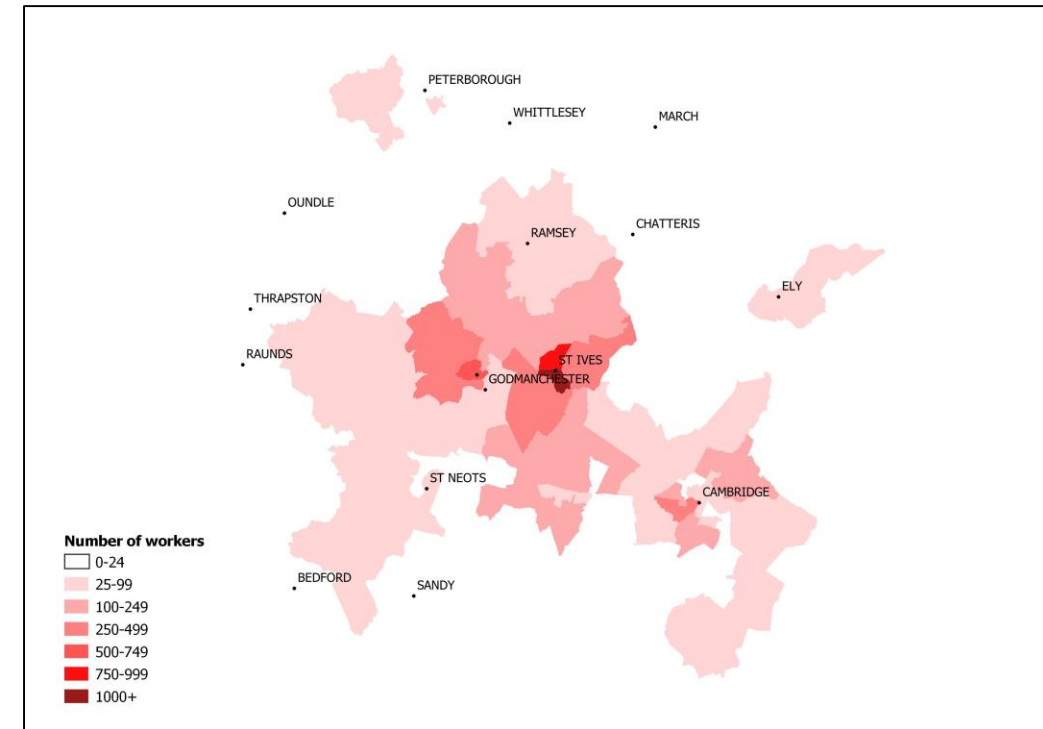 PETERBOROUGH
WHITTLESEY
MARCH
OUNDLE
RAMSEY
CHATTERIS
ELY
THRAPSTON
RAUNDS
ST IVES
GODMANCHESTER
ST NEOTS
CAMBRIDGE
BEDFORD
SANDY
Number of workers
0-24
25-99
100-249
250-499
500-749
750-999
1000+